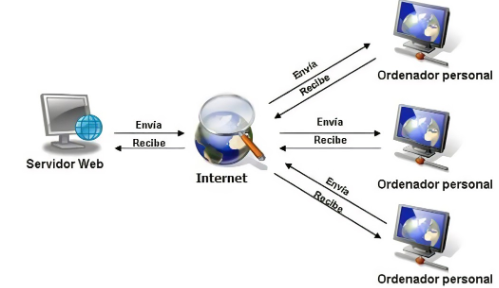 Envía
Recibe
Ordenador personal
Envía
Recibe
Servidor Web
Internet
Envía
Recibe
Ordenador personal
Envía
Recibe
Ordenador personal